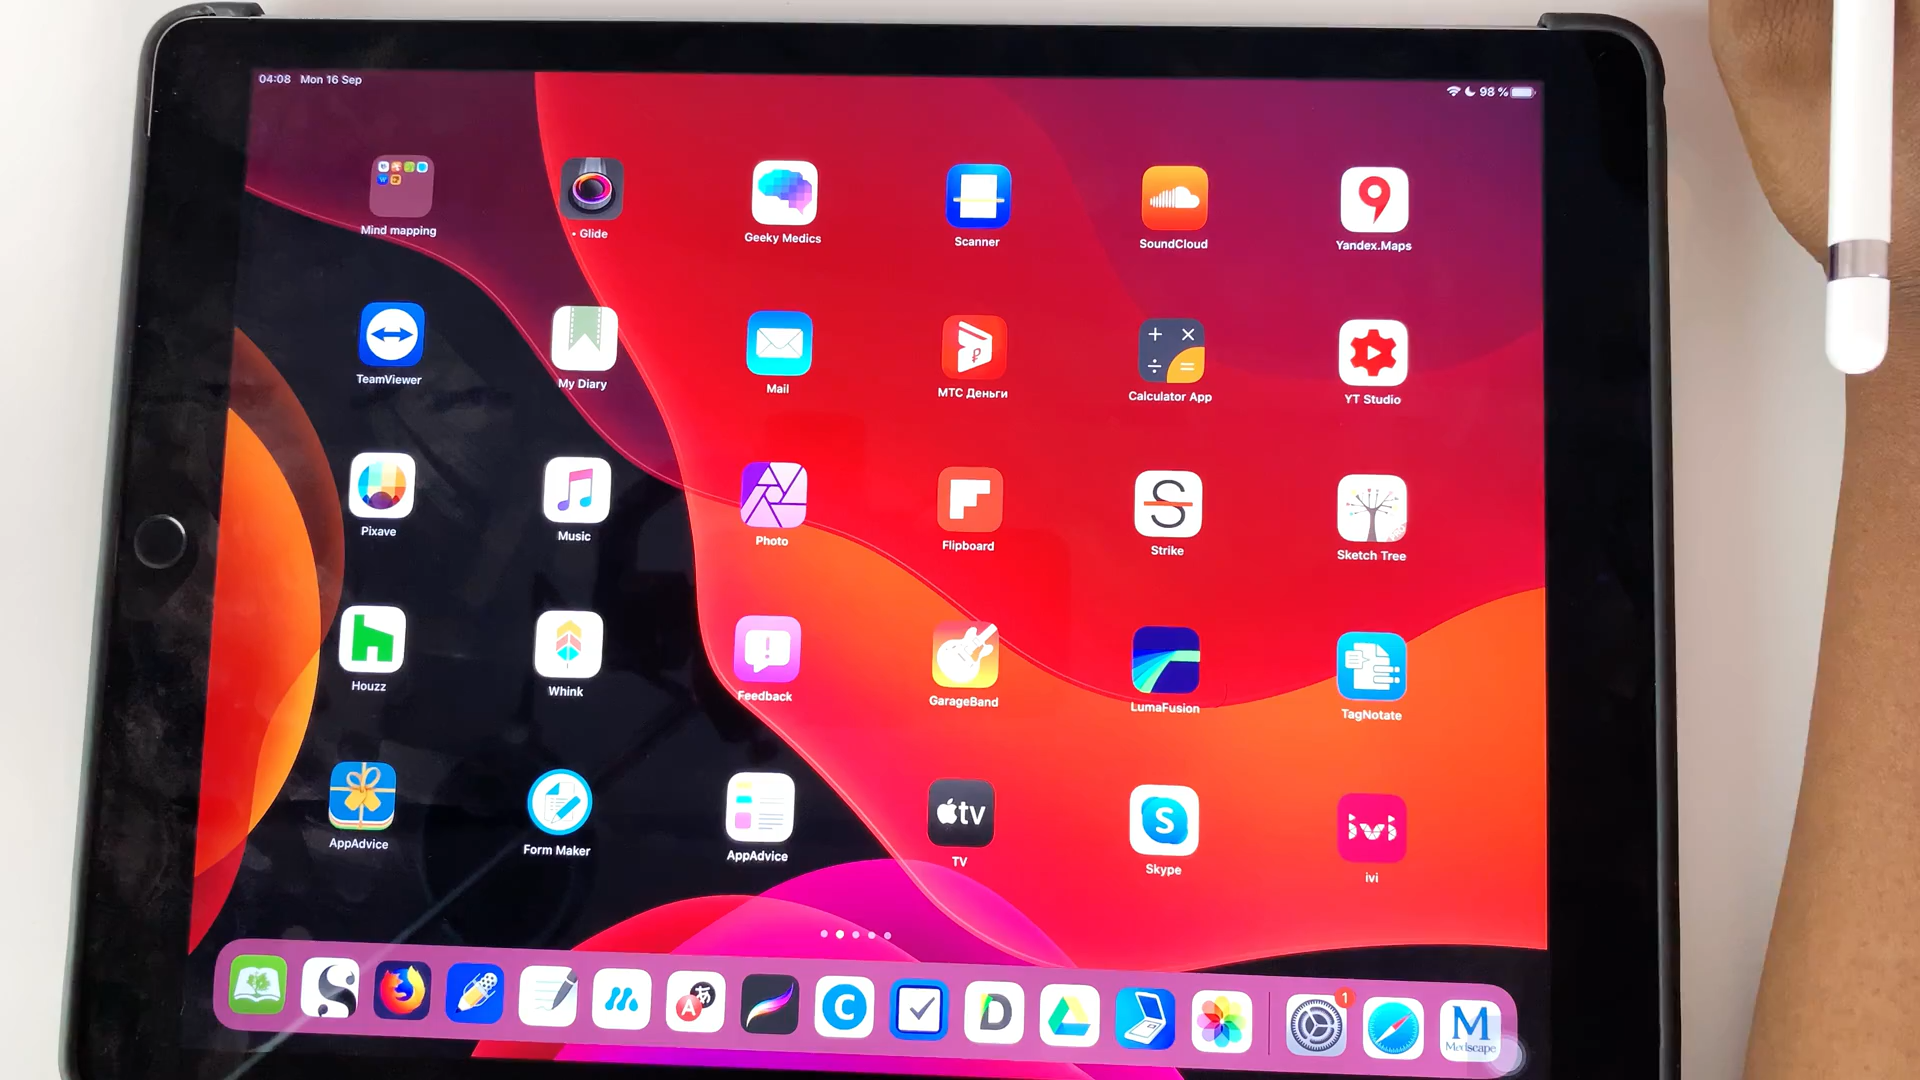 04:08 Mon 16 Sep
98 %
Mind mapping
• Glide
Geeky Medics
Scanner
SoundCloud
Yandex.Maps
TeamViewer
My Diary
Mail
МТС Деньги
Calculator App
YT Studio
Pixave
Music
Photo
Flipboard
Strike
Sketch Tree
Houzz
Whink
Feedback
GarageBand
LumaFusion
TagNotate
AppAdvice
Form Maker
AppAdvice
tv
TV
S
Skype
ivi
ivi
A あ
C
D
1
M
Medscape